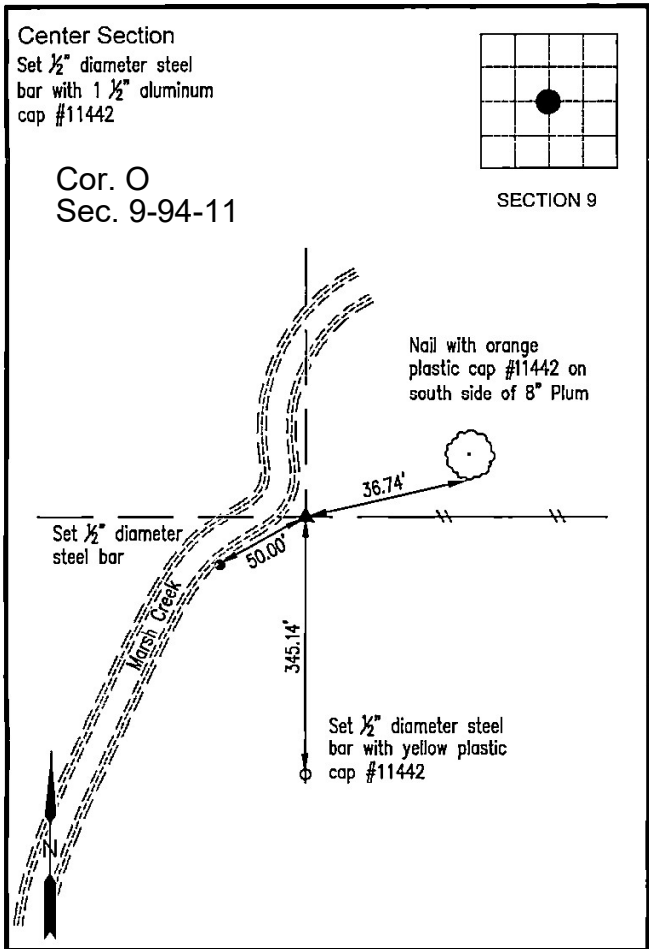 Center Section
Set ½" diameter steel
bar with 1 ½" aluminum
cap #11442
SECTION 9
Cor. O
Sec. 9-94-11
Nail with orange
plastic cap #11442 on
south side of 8" Plum
36.74'
Set ½" diameter
steel bar
50.00'
Marsh Creek
345.14'
Set ½" diameter steel
bar with yellow plastic
cap #11442
N